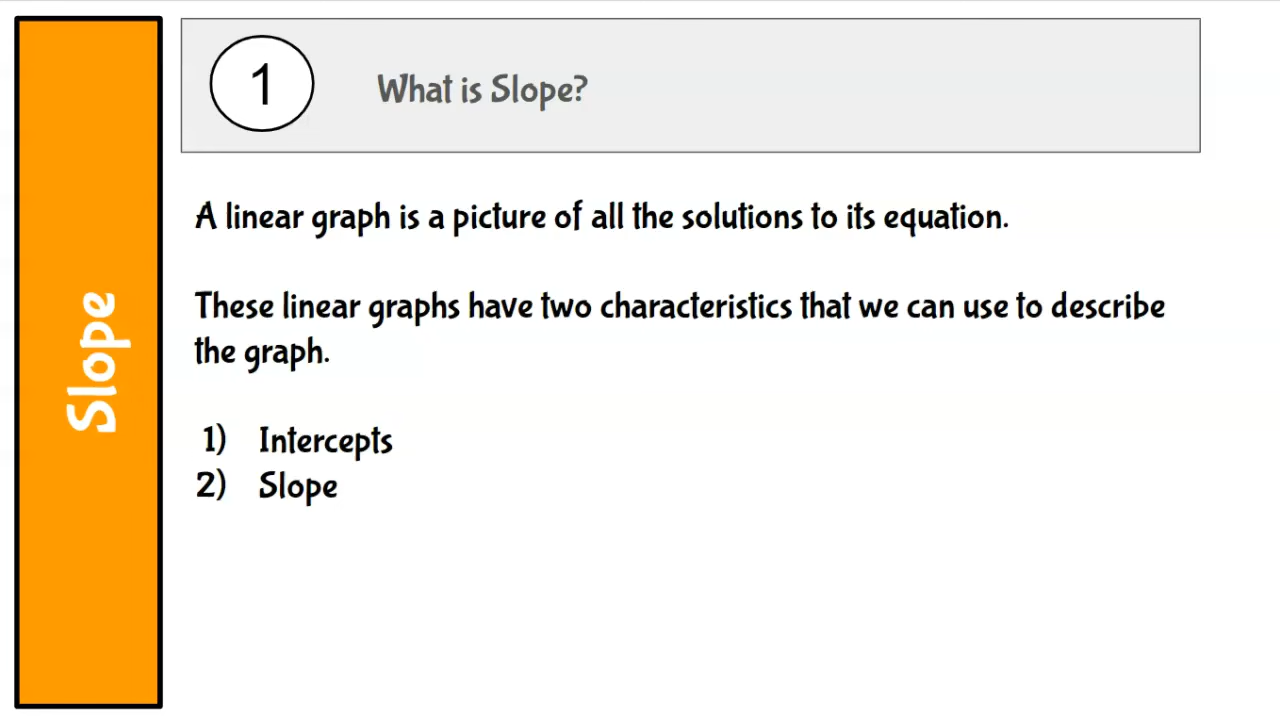 Slope
1
What is Slope?
A linear graph is a picture of all the solutions to its equation.
These linear graphs have two characteristics that we can use to describe
the graph.
1) Intercepts
2) Slope